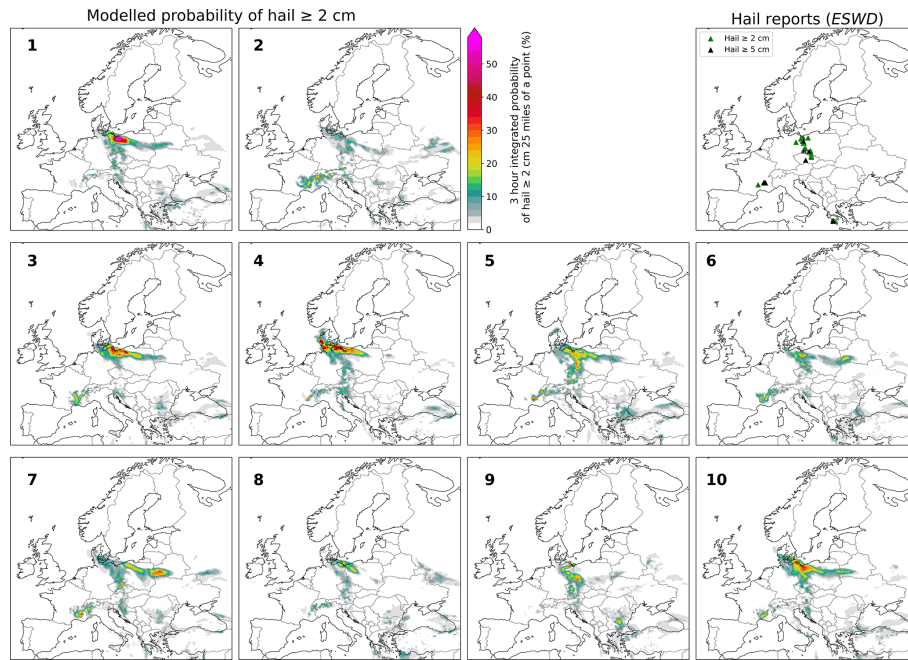 Modelled probability of hail ≥ 2 cm
Hail reports (ESWD)
1
2
50
40
30
20
10
0
3 hour integrated probability
of hail ≥ 2 cm 25 miles of a point (%)
Hail ≥ 2 cm
Hail ≥ 5 cm
3
4
5
6
7
8
9
10